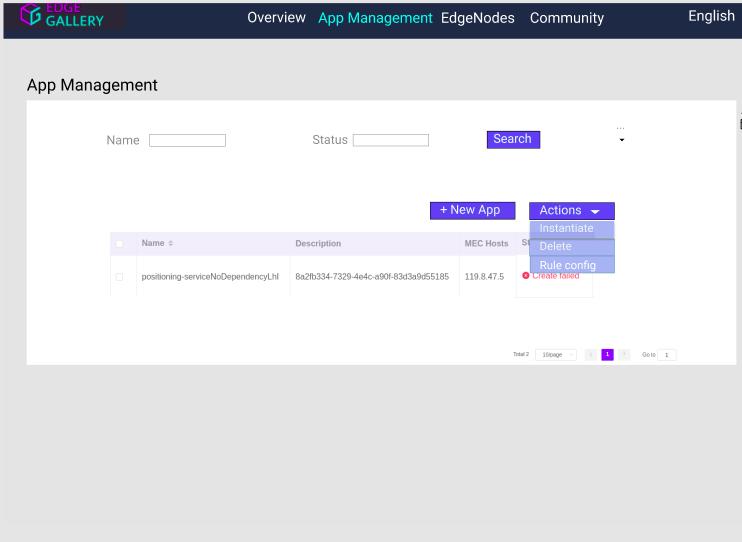 EDGE
GALLERY
Overview App Management EdgeNodes Community English
App Management
Name Status Search ...
+ New App Actions
Instantiate
Delete
Rule config
Name Description MEC Hosts
positioning-serviceNoDependencyLhl 8a2fb334-7329-4e4c-a90f-83d3a9d55185 119.8.47.5 Create failed
Total 2 10/page 1 Go to 1